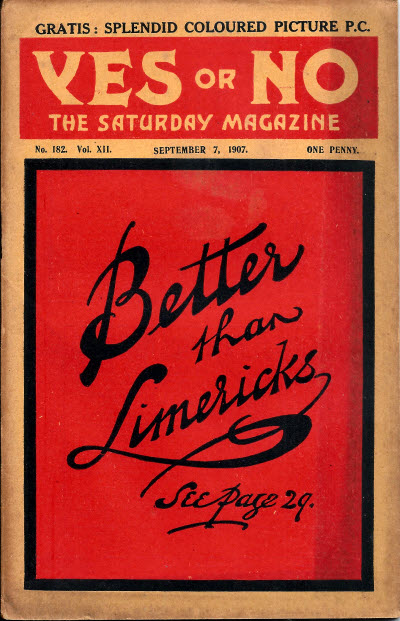 GRATIS: SPLENDID COLOURED PICTURE P.C.
YES OR NO
THE SATURDAY MAGAZINE
No. 182. Vol. XII. SEPTEMBER 7, 1907. ONE PENNY.
Better
than
Limericks
See Page 29.